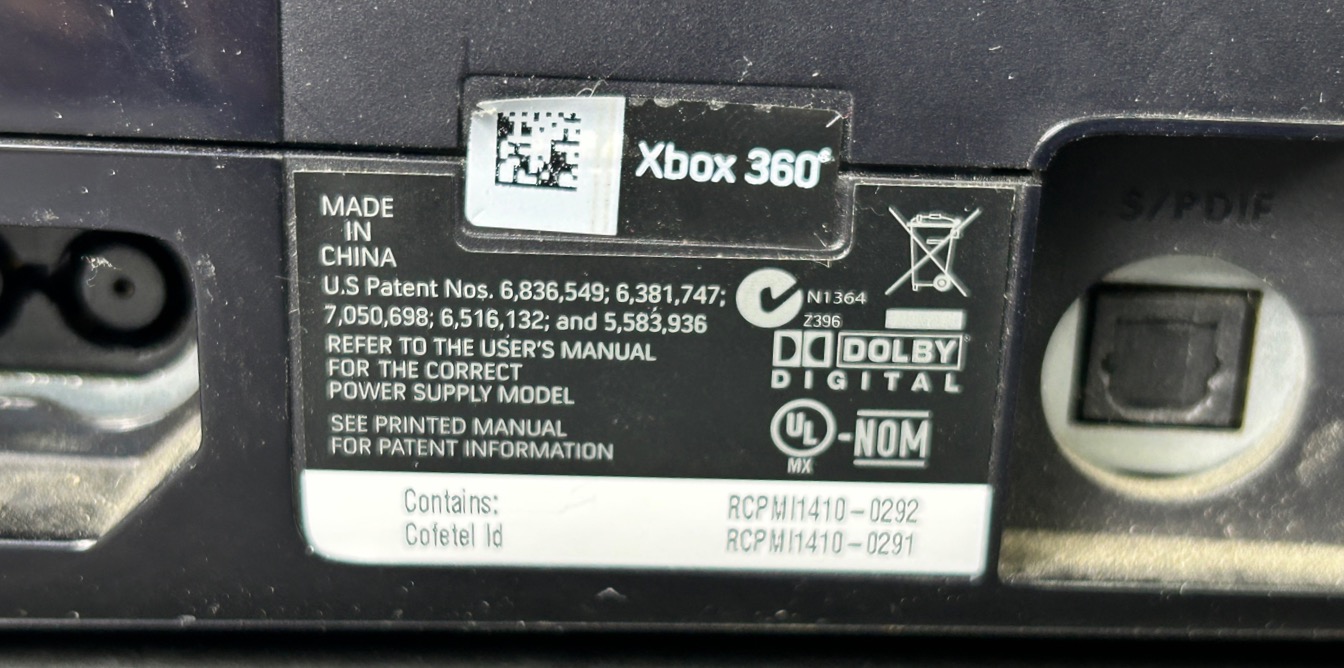 Xbox 360®
MADE
IN
CHINA
U.S Patent Nos. 6,836,549; 6,381,747;
7,050,698; 6,516,132; and 5,583,936
REFER TO THE USER'S MANUAL
FOR THE CORRECT
POWER SUPPLY MODEL
SEE PRINTED MANUAL
FOR PATENT INFORMATION
N1364
Z396
DOLBY®
DIGITAL
UL-NOM
MX
Contains: RCPMI1410-0292
Cofetel Id RCPMI1410-0291
S/PDIF